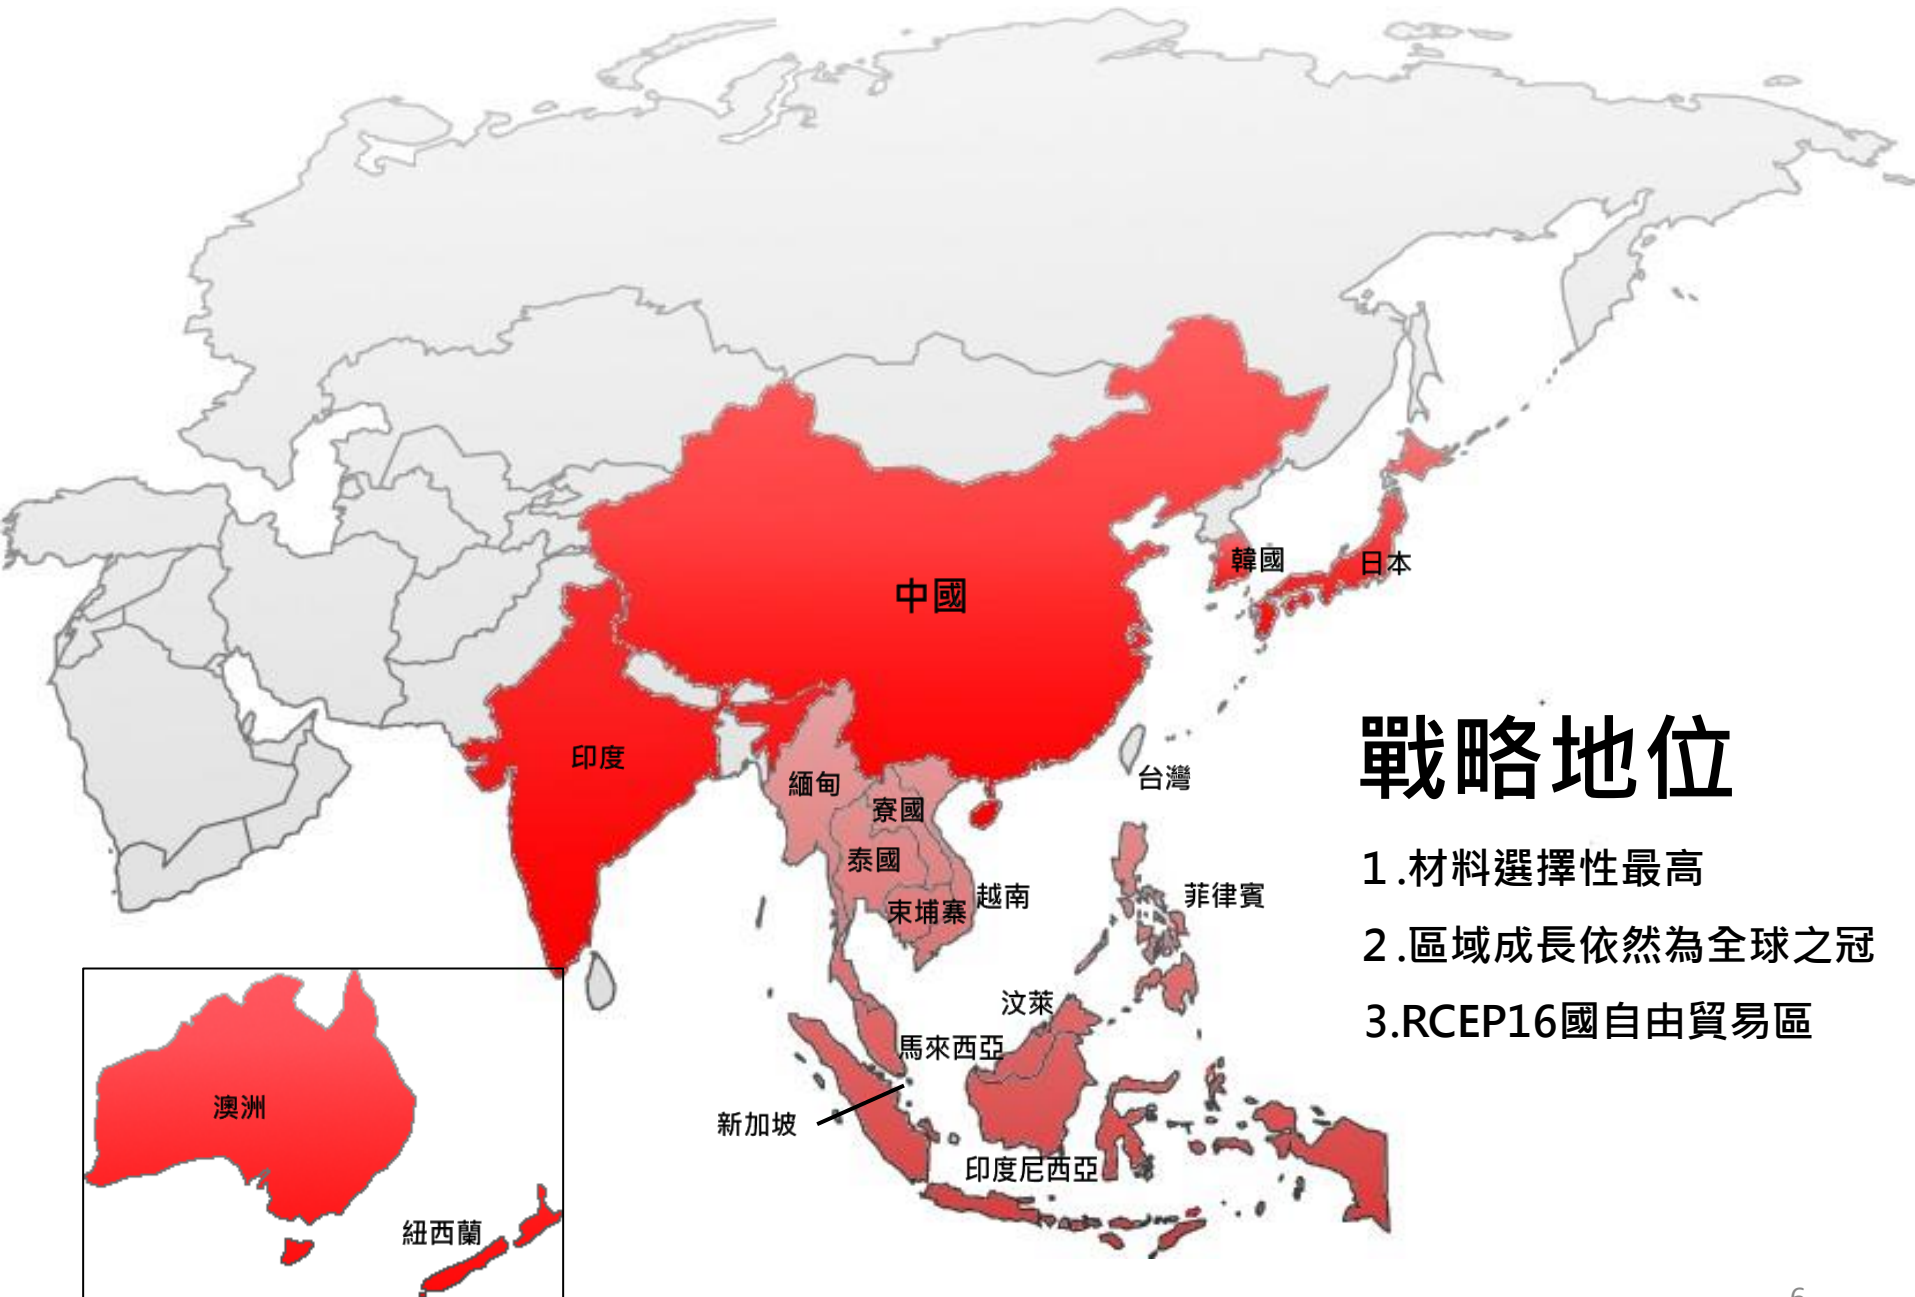 韓國
日本
中國
印度
緬甸
寮國
台灣
泰國
越南
菲律賓
柬埔寨
汶萊
馬來西亞
新加坡
印度尼西亞
澳洲
紐西蘭
戰略地位
1.材料選擇性最高
2.區域成長依然為全球之冠
3.RCEP16國自由貿易區
6